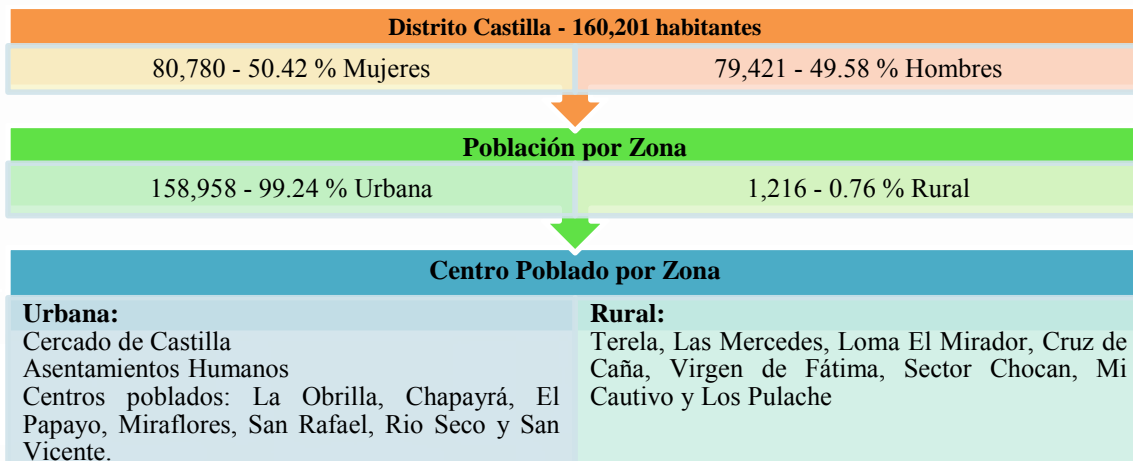 Distrito Castilla - 160,201 habitantes
80,780 - 50.42 % Mujeres
79,421 - 49.58 % Hombres
Población por Zona
158,958 - 99.24 % Urbana
1,216 - 0.76 % Rural
Centro Poblado por Zona
Urbana:
Cercado de Castilla
Asentamientos Humanos
Centros poblados: La Obrilla, Chapayrá, El
Papayo, Miraflores, San Rafael, Rio Seco y San
Vicente.
Rural:
Terela, Las Mercedes, Loma El Mirador, Cruz de
Caña, Virgen de Fátima, Sector Chocan, Mi
Cautivo y Los Pulache